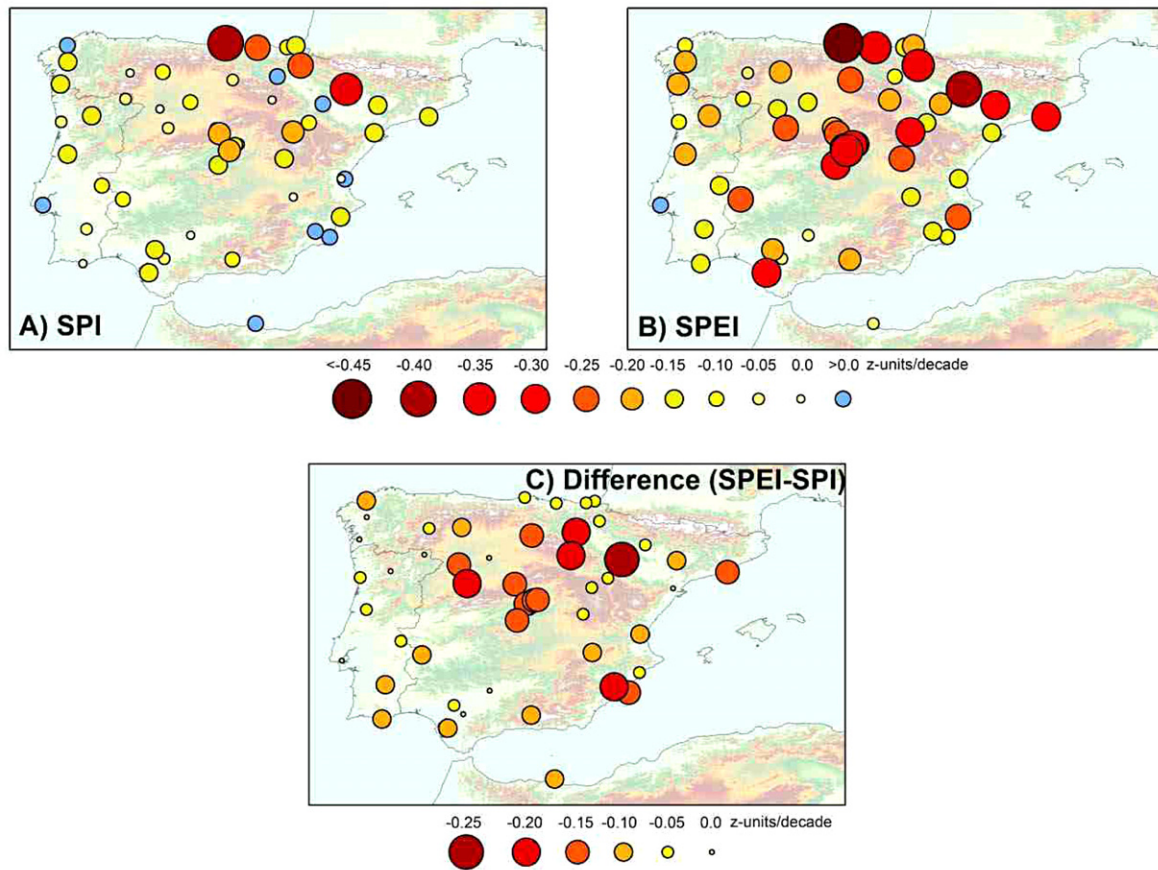 A) SPI
B) SPEI
<-0.45 -0.40 -0.35 -0.30 -0.25 -0.20 -0.15 -0.10 -0.05 0.0 >0.0 z-units/decade
C) Difference (SPEI-SPI)
-0.25 -0.20 -0.15 -0.10 -0.05 0.0 z-units/decade